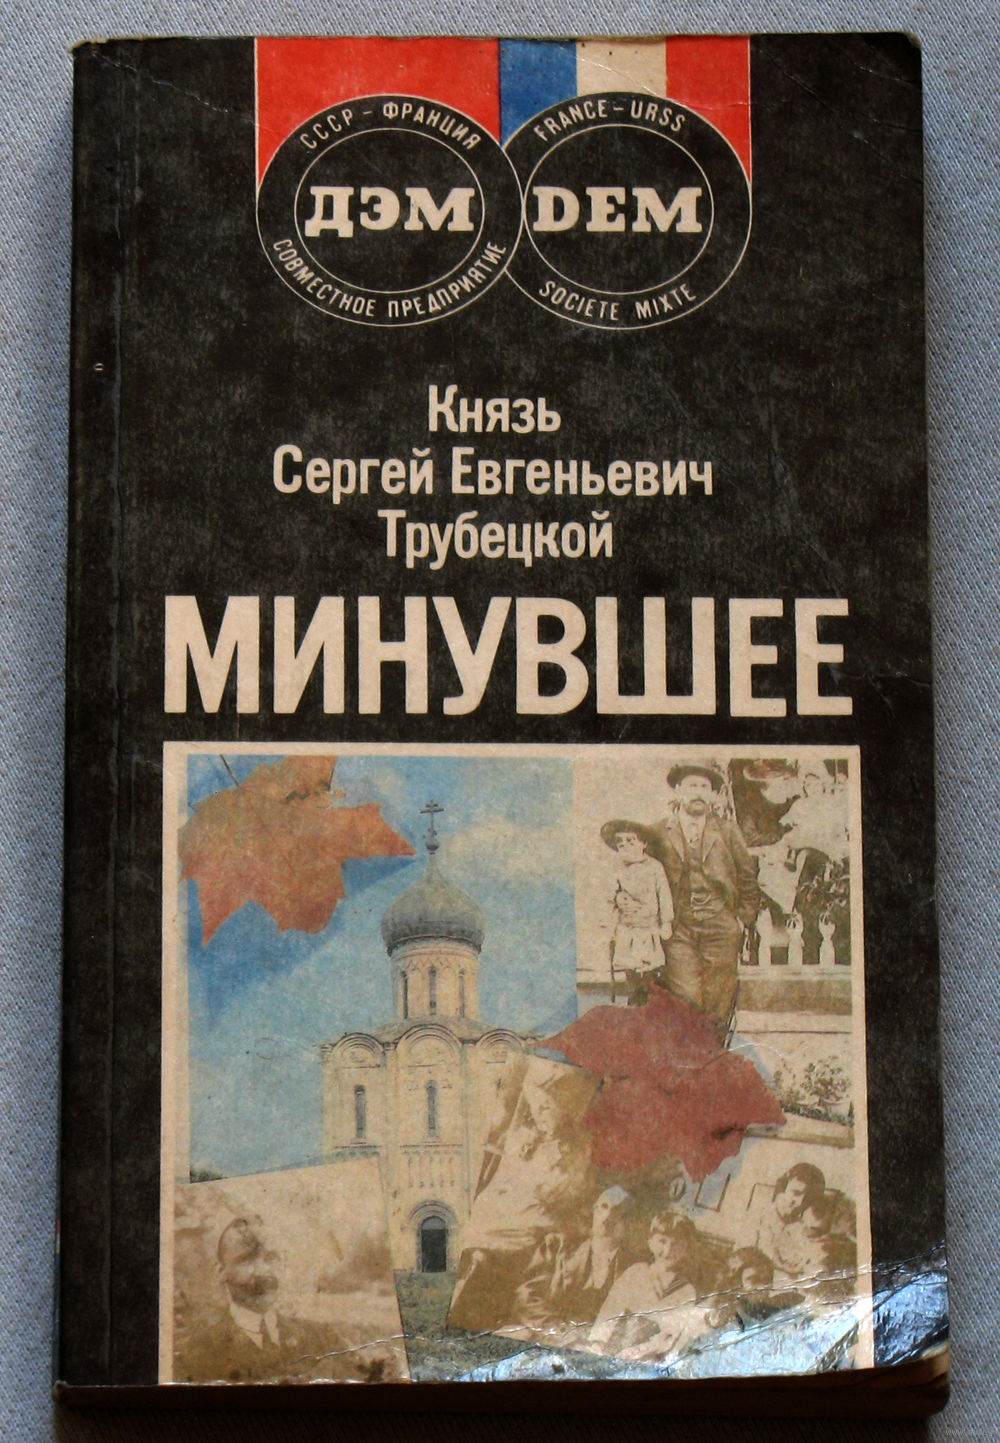 СССР - ФРАНЦИЯ
ДЭМ
СОВМЕСТНОЕ ПРЕДПРИЯТИЕ
FRANCE - URSS
DEM
SOCIETE MIXTE
Князь
Сергей Евгеньевич
Трубецкой
МИНУВШЕЕ